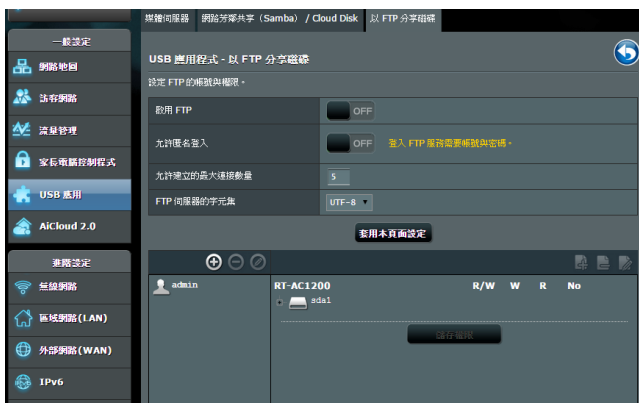 媒體伺服器 網路芳鄰共享（Samba）/ Cloud Disk 以 FTP 分享磁碟
一般設定
網路地圖
訪客網路
流量管理
家長電腦控制程式
USB 應用
AiCloud 2.0
進階設定
無線網路
區域網路(LAN)
外部網路(WAN)
IPv6
USB 應用程式 - 以 FTP 分享磁碟
設定 FTP 的帳號與權限。
啟用 FTP OFF
允許匿名登入 OFF 登入 FTP 服務需要帳號與密碼。
允許建立的最大連接數量 5
FTP 伺服器的字元集 UTF-8
套用本頁面設定
admin RT-AC1200 R/W W R No
sda1
儲存權限